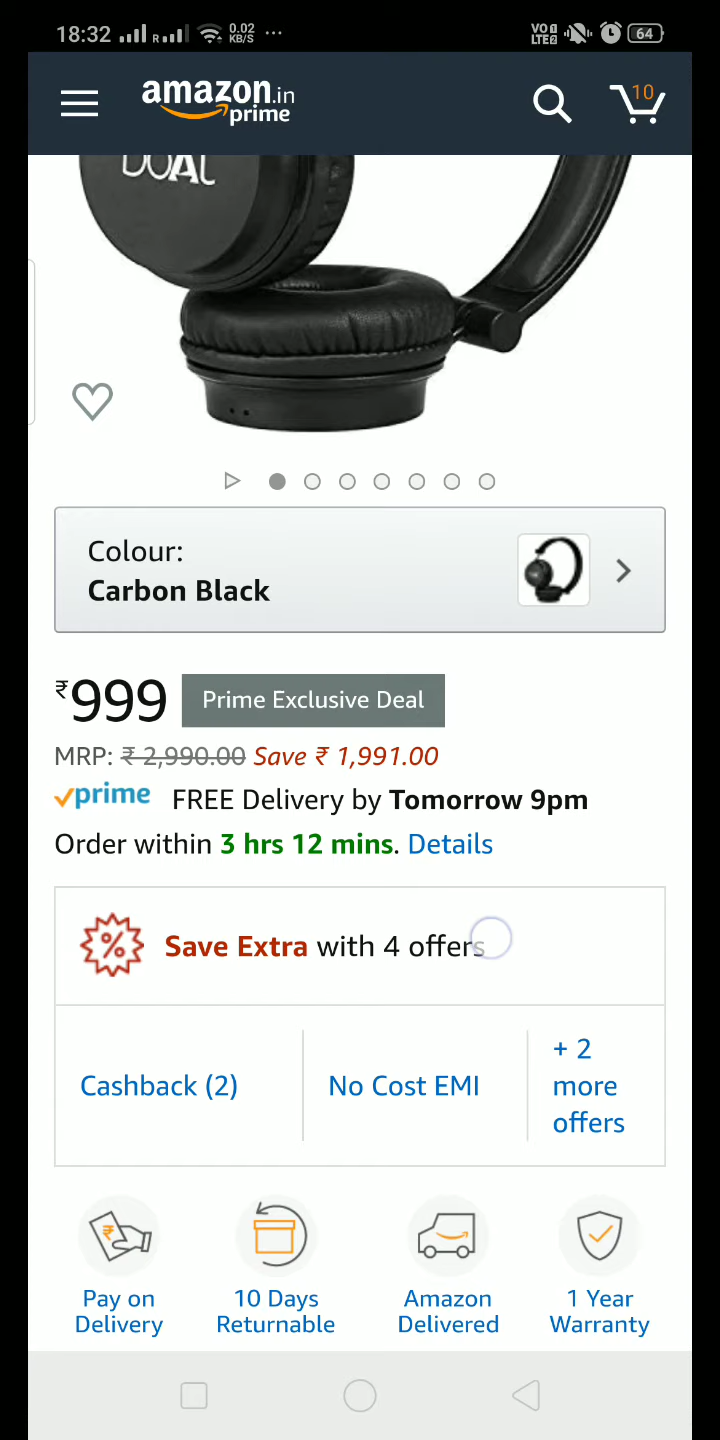 18:32 R 0.02 KB/S ... VO LTE2 64
amazon.in
prime
10
boAt
Colour:
Carbon Black
₹999 Prime Exclusive Deal
MRP: ₹ 2,990.00 Save ₹ 1,991.00
prime FREE Delivery by Tomorrow 9pm
Order within 3 hrs 12 mins. Details
% Save Extra with 4 offers
Cashback (2)
No Cost EMI
+ 2
more
offers
Pay on
Delivery
10 Days
Returnable
Amazon
Delivered
1 Year
Warranty